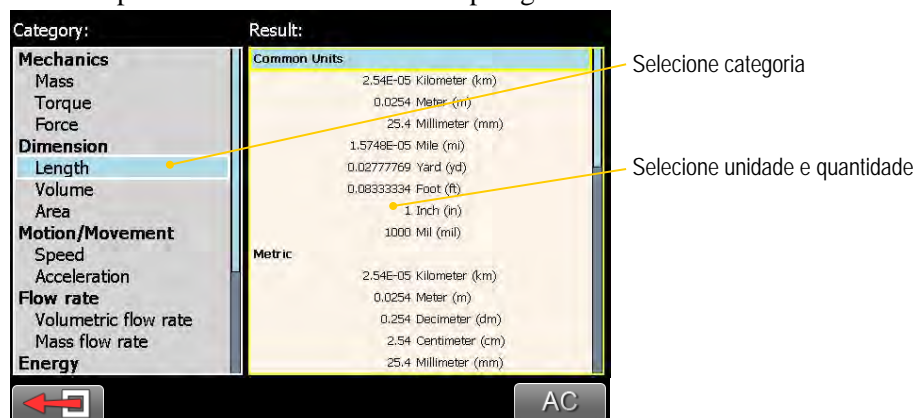 Category:
Result:
Mechanics
Mass
Torque
Force
Dimension
Length
Volume
Area
Motion/Movement
Speed
Acceleration
Flow rate
Volumetric flow rate
Mass flow rate
Energy
Common Units
2.54E-05 Kilometer (km)
0.0254 Meter (m)
25.4 Millimeter (mm)
1.5748E-05 Mile (mi)
0.02777769 Yard (yd)
0.08333334 Foot (ft)
1 Inch (in)
1000 Mil (mil)
Metric
2.54E-05 Kilometer (km)
0.0254 Meter (m)
0.254 Decimeter (dm)
2.54 Centimeter (cm)
25.4 Millimeter (mm)
AC
Selecione categoria
Selecione unidade e quantidade